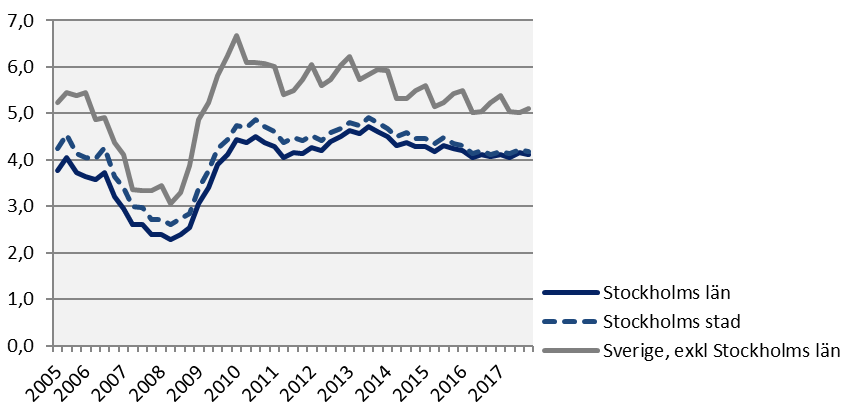 7,0
6,0
5,0
4,0
3,0
2,0
1,0
0,0
2005 2006 2007 2008 2009 2010 2011 2012 2013 2014 2015 2016 2017
Stockholms län
Stockholms stad
Sverige, exkl Stockholms län